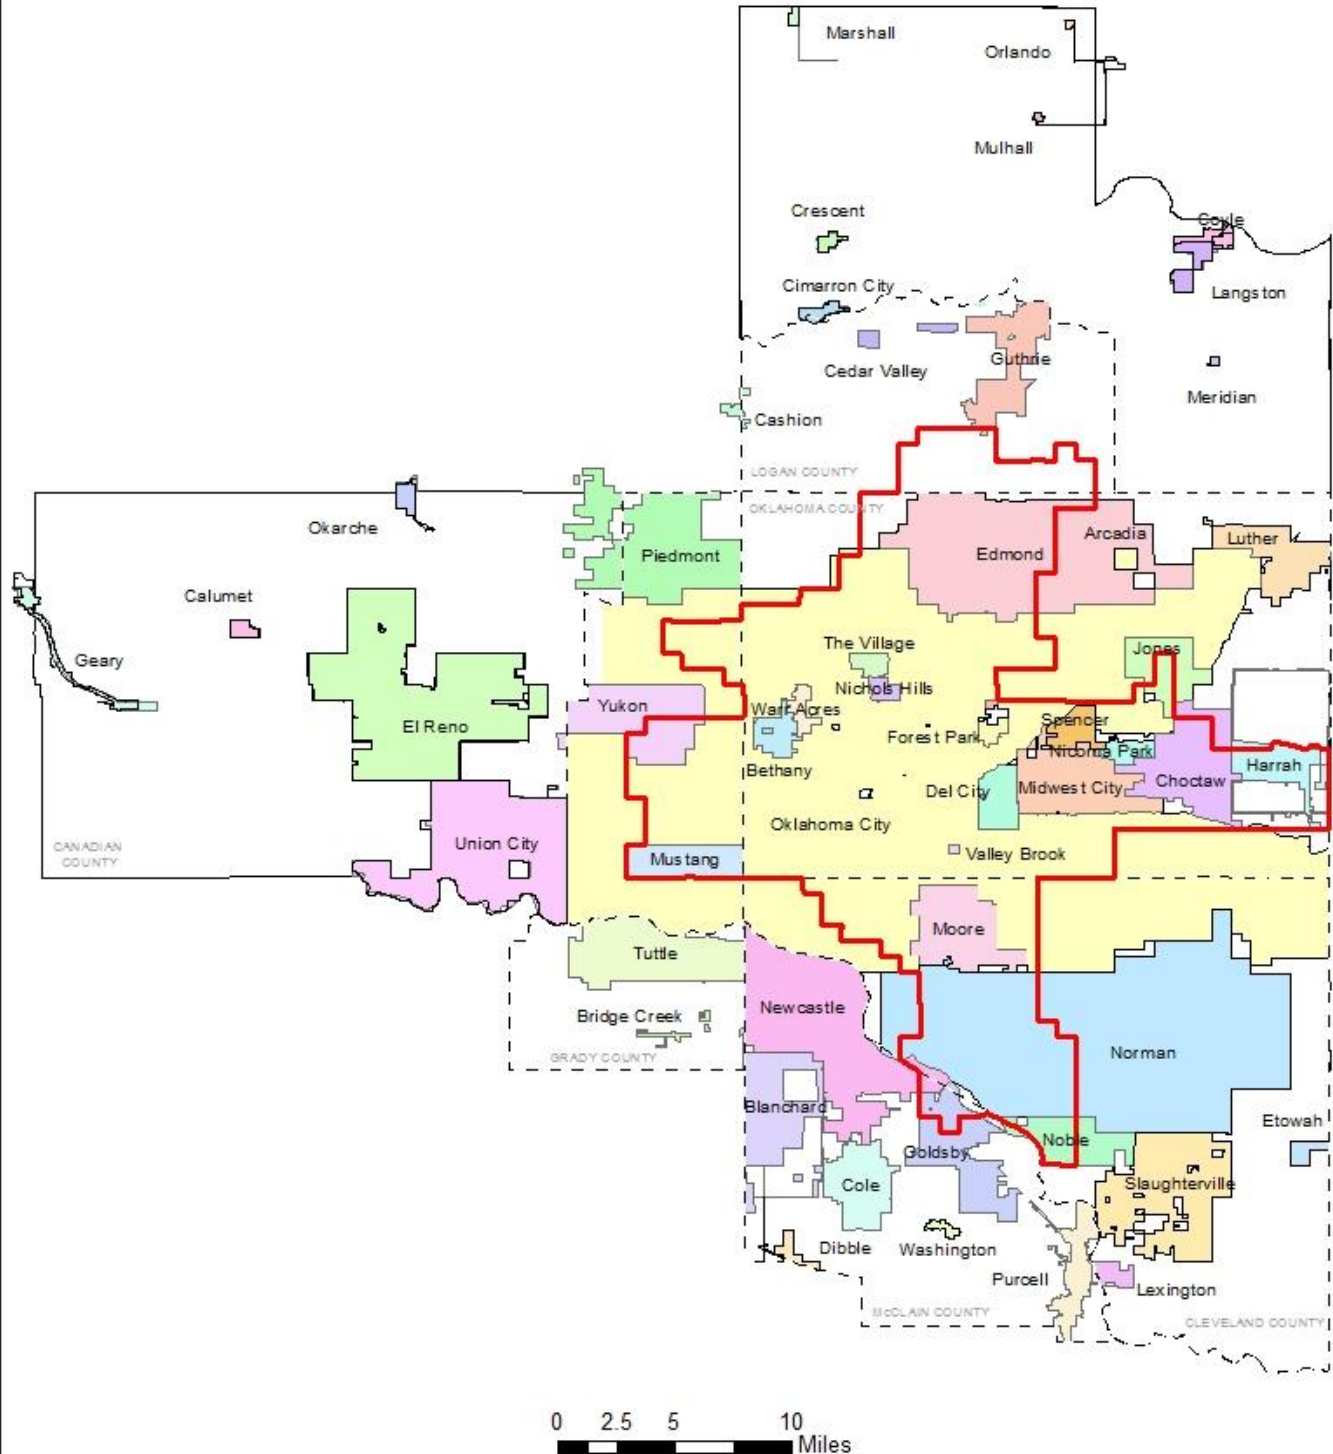 Marshall
Orlando
Mulhall
Crescent
Coyle
Cimarron City
Langston
Guthrie
Cedar Valley
Meridian
Cashion
LOGAN COUNTY
OKLAHOMA COUNTY
Okarche
Arcadia
Luther
Piedmont
Edmond
Calumet
The Village
Jones
Geary
Nichols Hills
Yukon
Warr Acres
Spencer
El Reno
Forest Park
Nicoma Park
Bethany
Harrah
Choctaw
Del City
Midwest City
Oklahoma City
CANADIAN
COUNTY
Union City
Mustang
Valley Brook
Moore
Tuttle
Newcastle
Bridge Creek
GRADY COUNTY
Norman
Blanchard
Etowah
Noble
Goldsby
Cole
Slaughterville
Dibble
Washington
Purcell
Lexington
McCLAIN COUNTY
CLEVELAND COUNTY
0 2.5 5 10
Miles